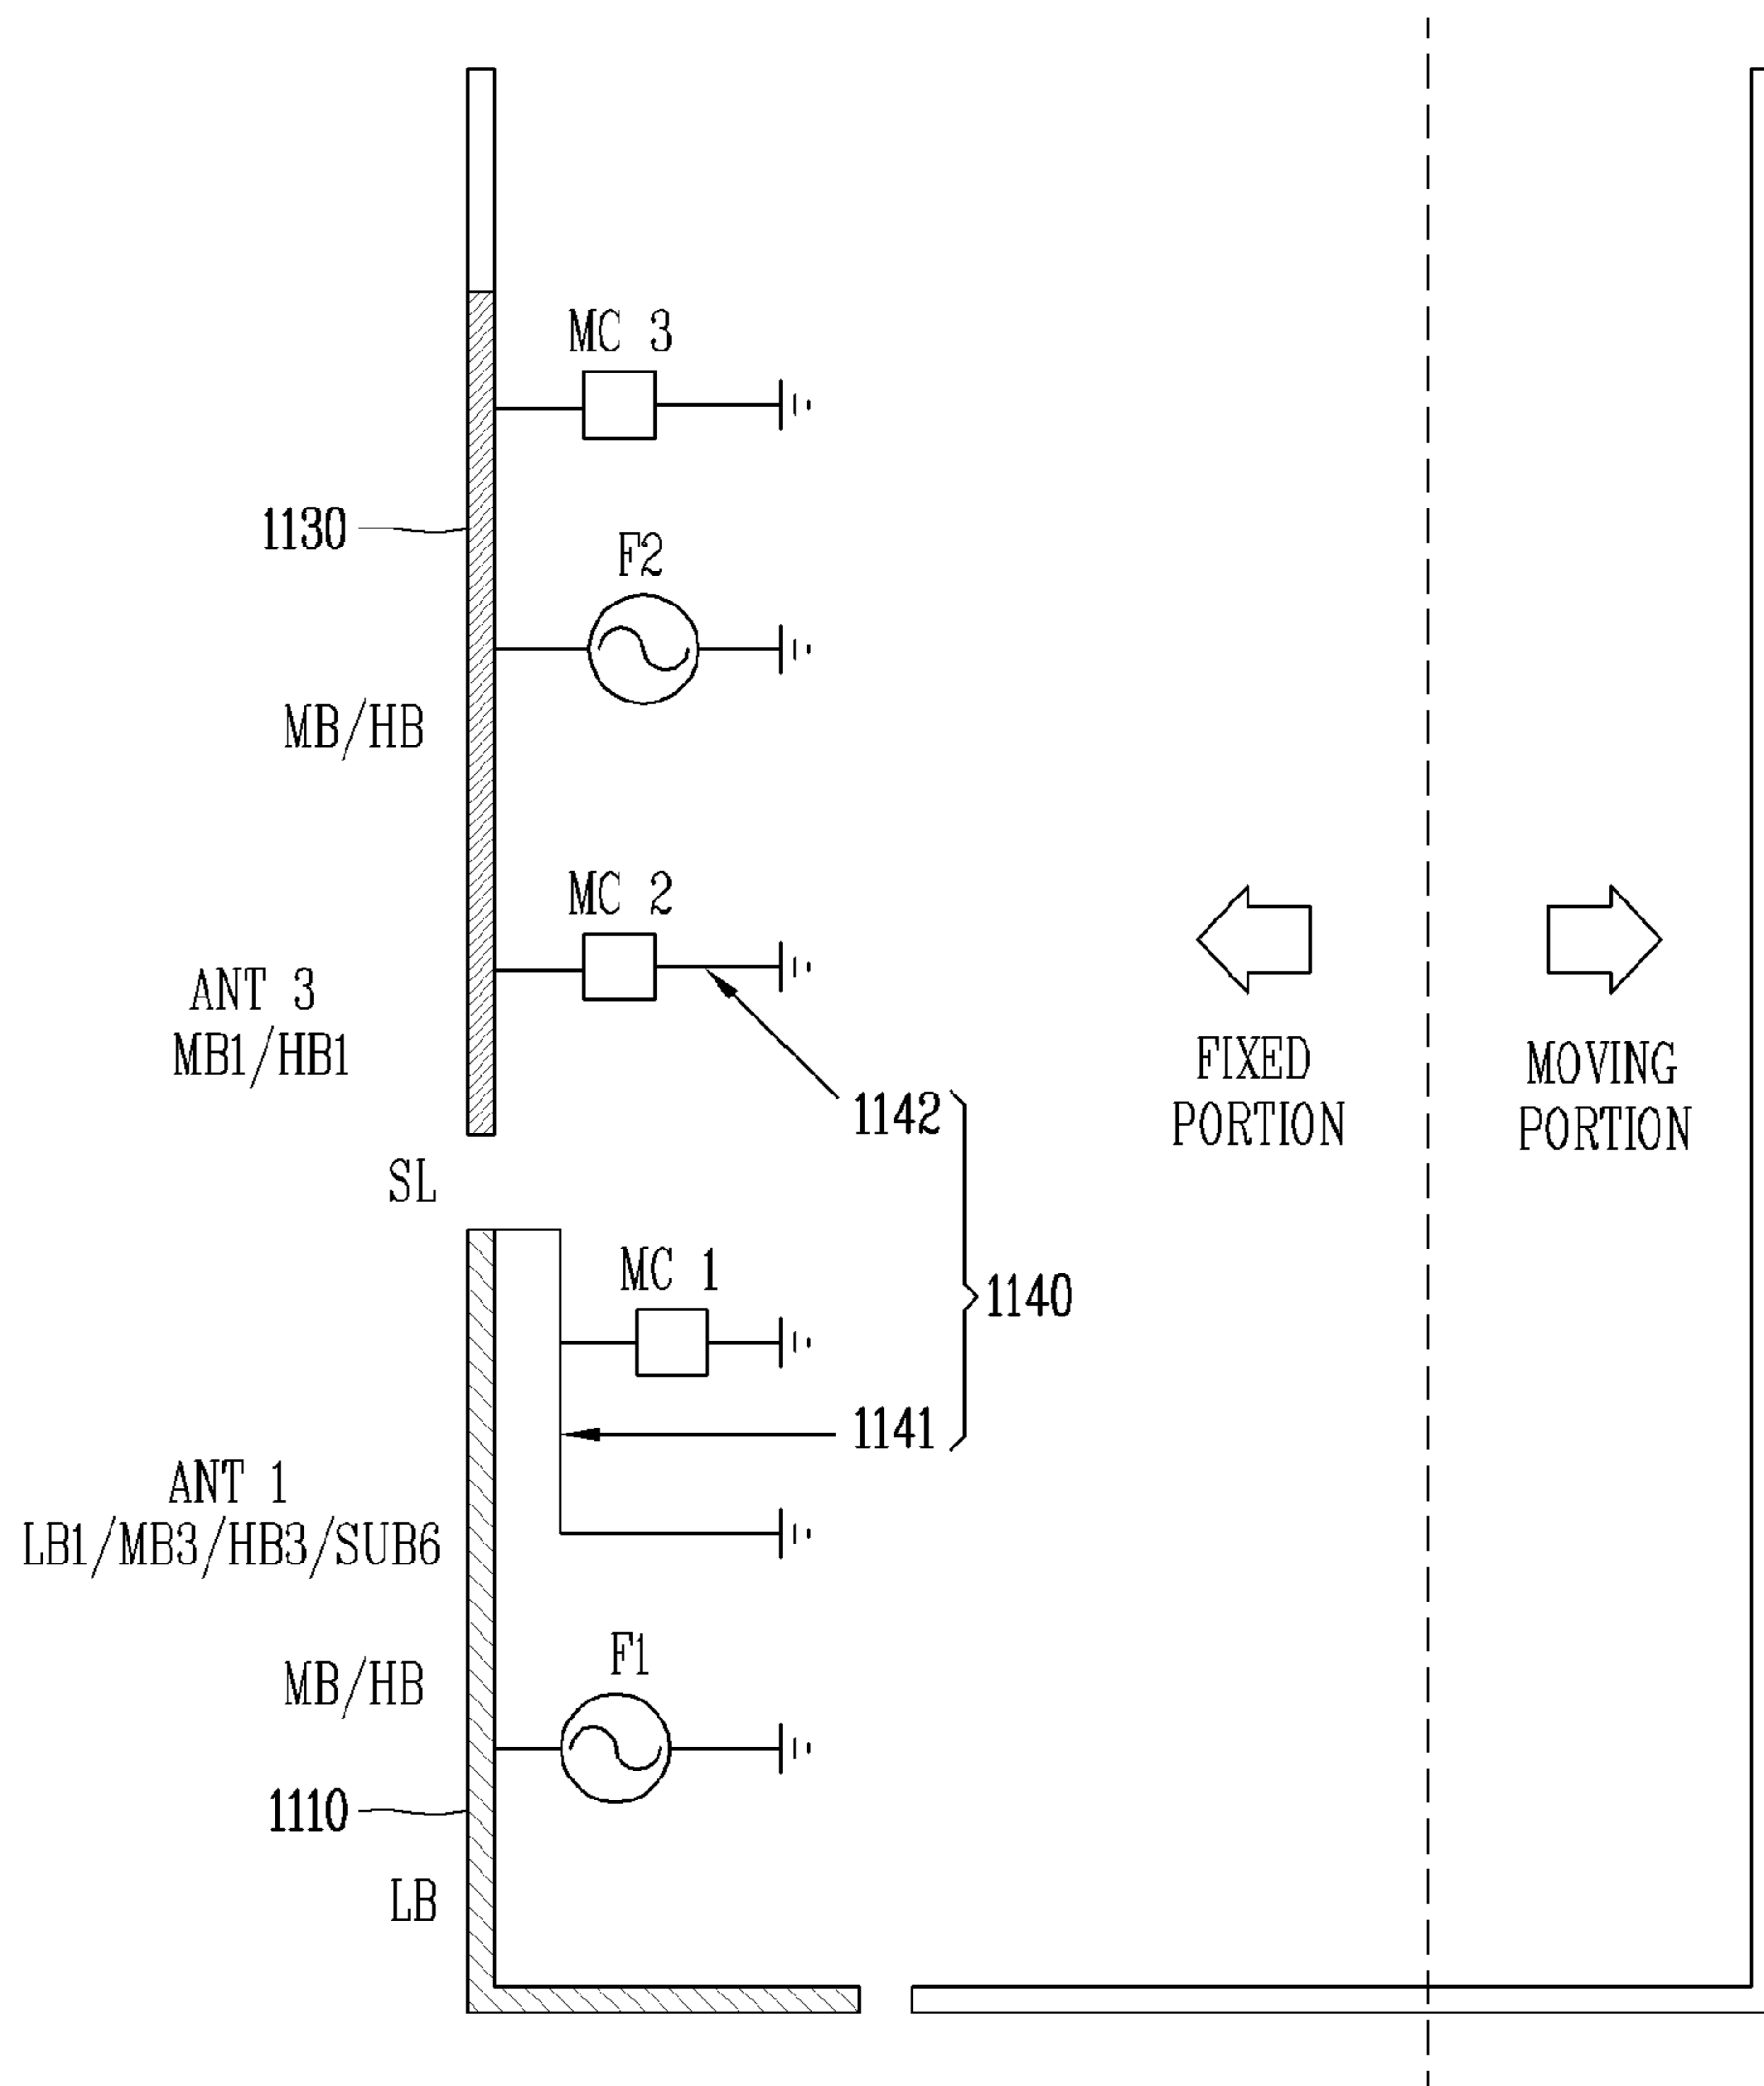 MC 3
1130
F2
MB/HB
MC 2
ANT 3
MB1/HB1
FIXED
PORTION
MOVING
PORTION
1142
SL
MC 1
1140
1141
ANT 1
LB1/MB3/HB3/SUB6
F1
MB/HB
1110
LB